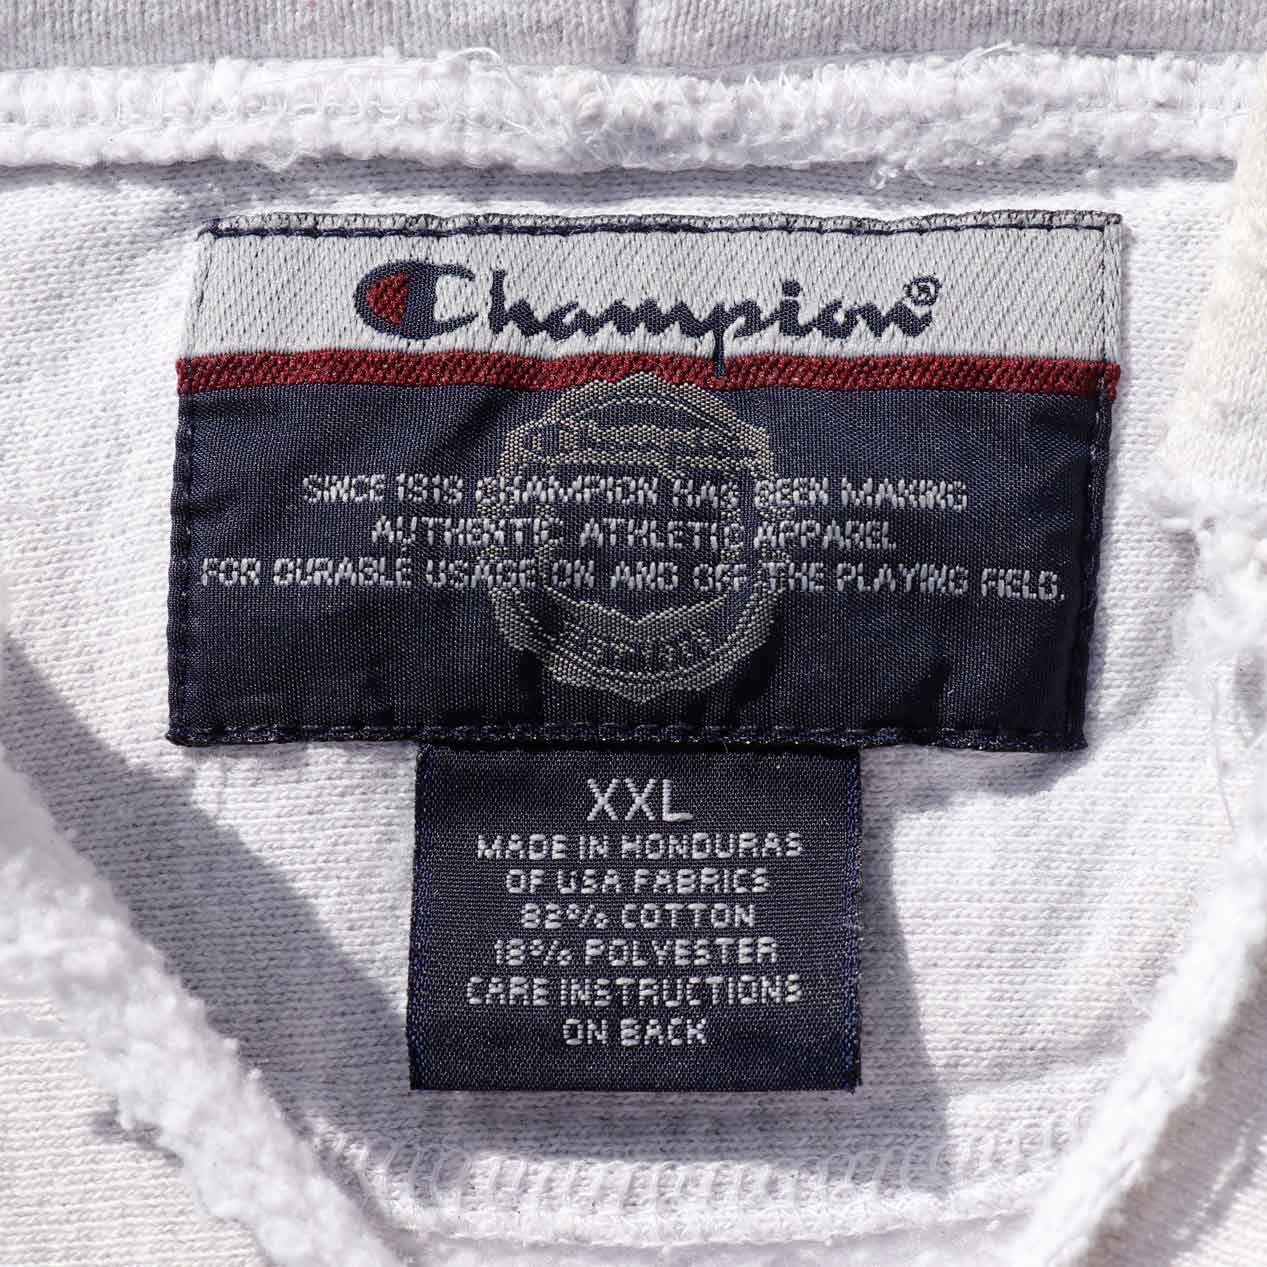 Champion®
SINCE 1919 CHAMPION HAS BEEN MAKING
AUTHENTIC ATHLETIC APPAREL
FOR DURABLE USAGE ON AND OFF THE PLAYING FIELD.
XXL
MADE IN HONDURAS
OF USA FABRICS
82% COTTON
18% POLYESTER
CARE INSTRUCTIONS
ON BACK